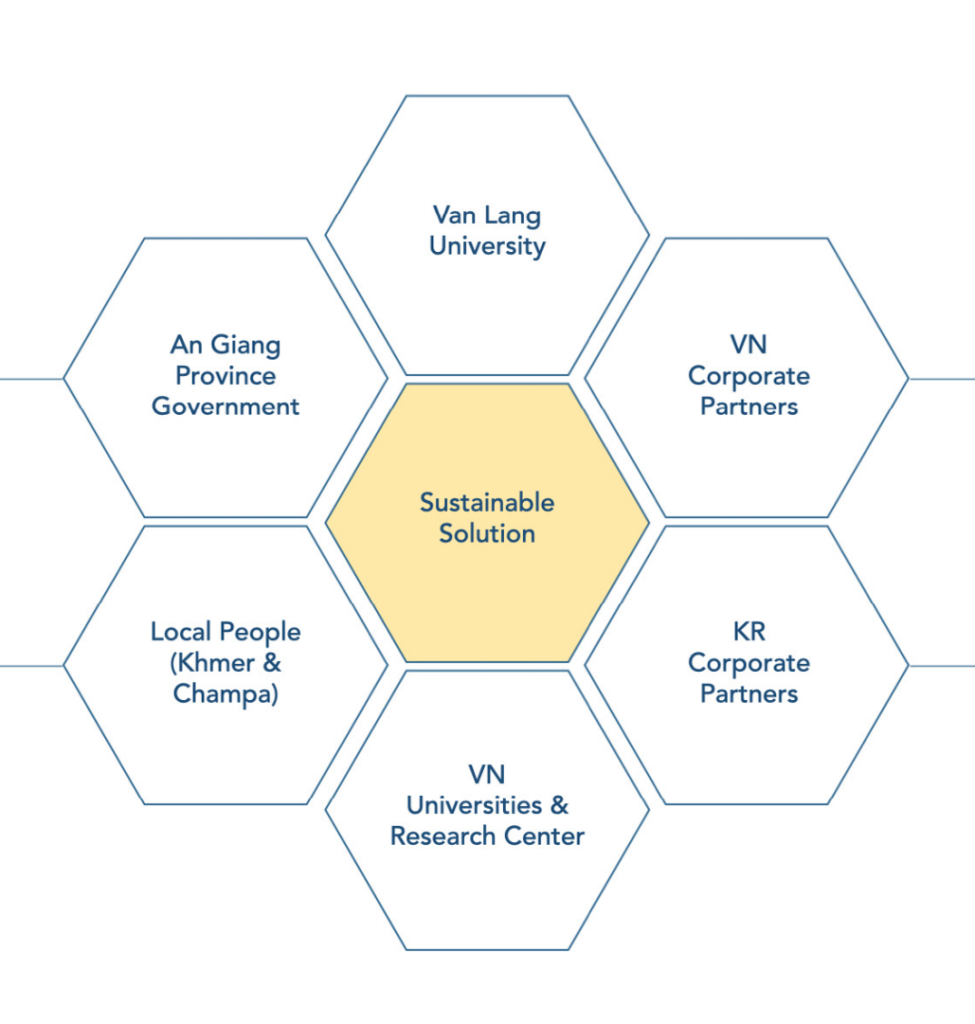 Van Lang
University
An Giang
Province
Government
VN
Corporate
Partners
Sustainable
Solution
Local People
(Khmer &
Champa)
KR
Corporate
Partners
VN
Universities &
Research Center